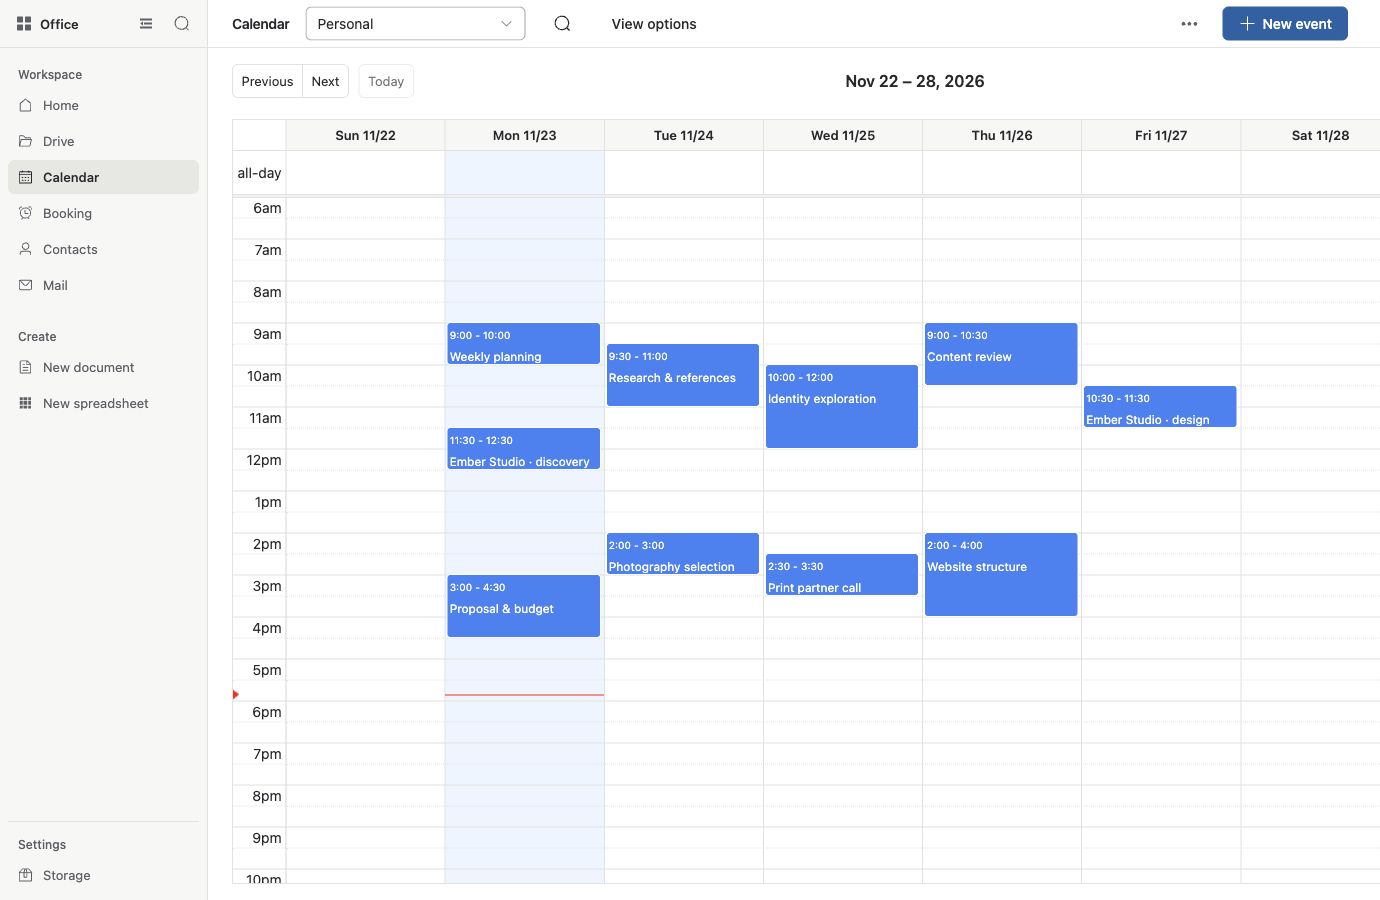 Office
Workspace
Home
Drive
Calendar
Booking
Contacts
Mail
Create
New document
New spreadsheet
Settings
Storage
Calendar
Personal
View options
New event
Previous
Next
Today
Nov 22 – 28, 2026
Sun 11/22
Mon 11/23
Tue 11/24
Wed 11/25
Thu 11/26
Fri 11/27
Sat 11/28
all-day
6am
7am
8am
9am
10am
11am
12pm
1pm
2pm
3pm
4pm
5pm
6pm
7pm
8pm
9pm
10pm
9:00 - 10:00
Weekly planning
11:30 - 12:30
Ember Studio · discovery
3:00 - 4:30
Proposal & budget
9:30 - 11:00
Research & references
2:00 - 3:00
Photography selection
10:00 - 12:00
Identity exploration
2:30 - 3:30
Print partner call
9:00 - 10:30
Content review
2:00 - 4:00
Website structure
10:30 - 11:30
Ember Studio · design